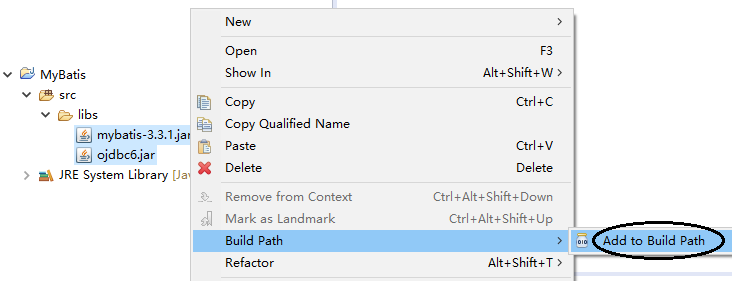 MyBatis
src
libs
mybatis-3.3.1.jar
ojdbc6.jar
JRE System Library [Jav
New
Open F3
Show In Alt+Shift+W
Copy Ctrl+C
Copy Qualified Name
Paste Ctrl+V
Delete Delete
Remove from Context Ctrl+Alt+Shift+Down
Mark as Landmark Ctrl+Alt+Shift+Up
Build Path
Refactor Alt+Shift+T
Add to Build Path